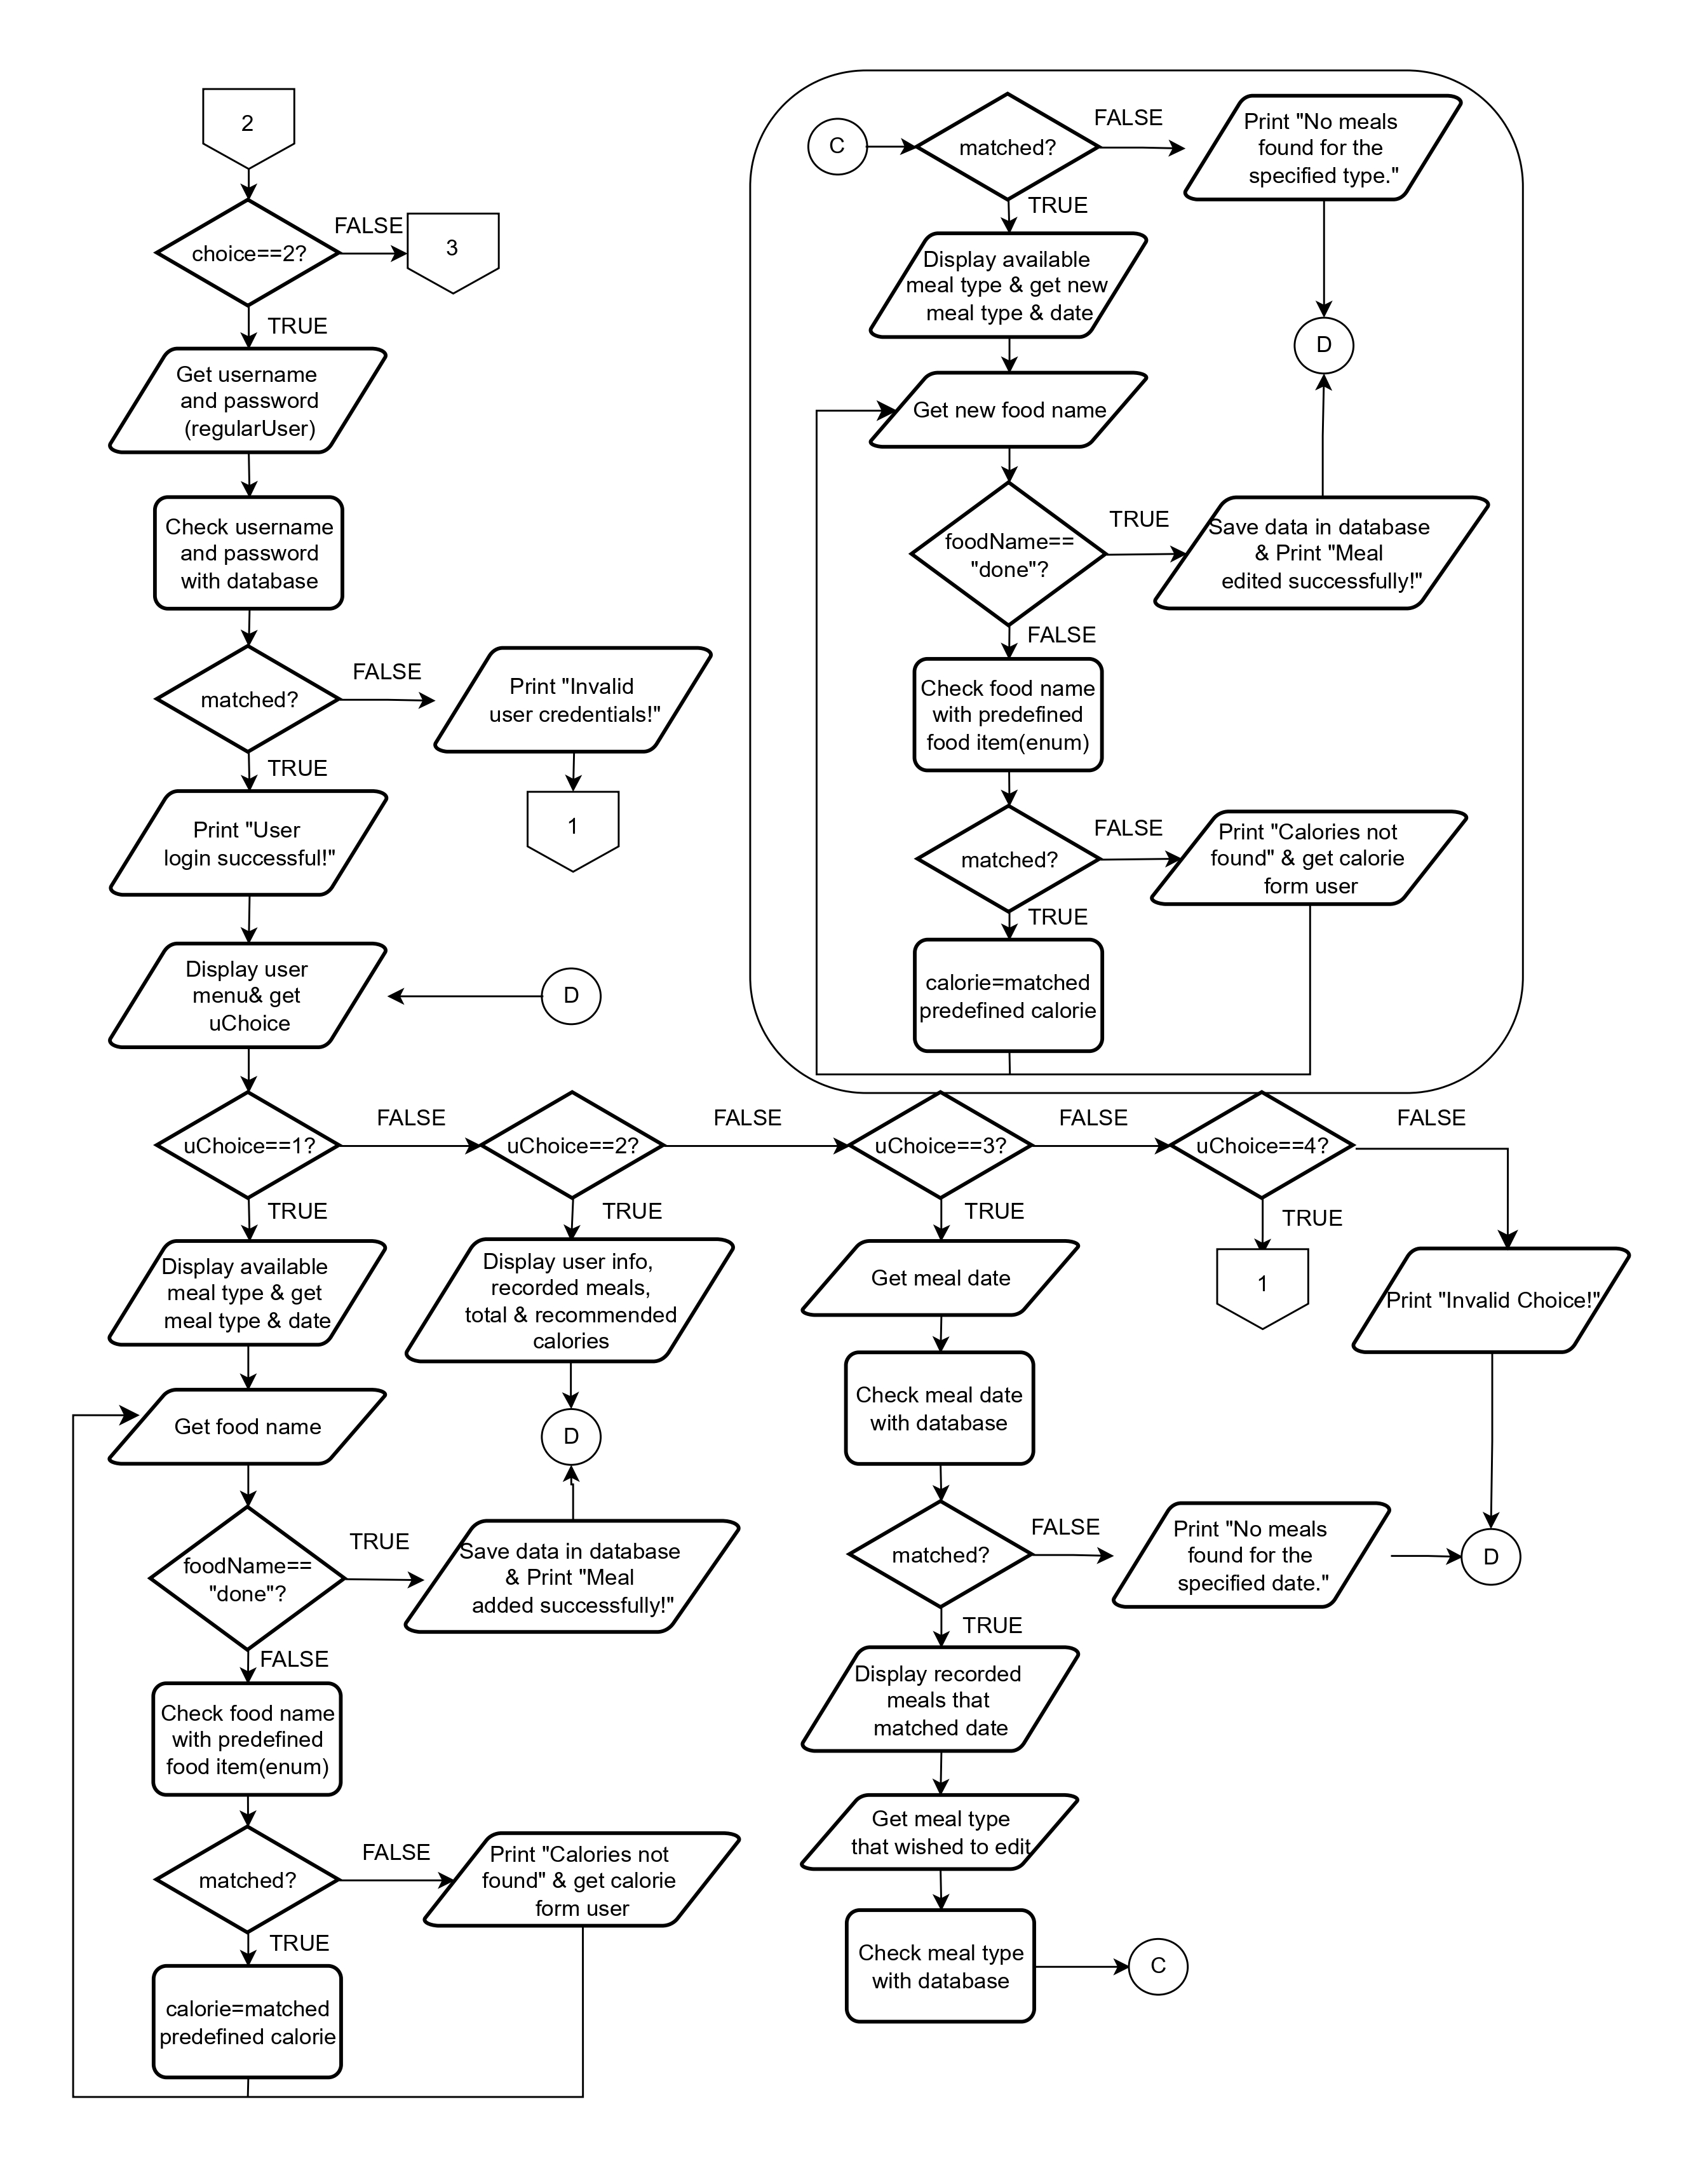 2
choice==2?
FALSE
3
TRUE
Get username
and password
(regularUser)
Check username
and password
with database
matched?
FALSE
Print "Invalid
user credentials!"
1
TRUE
Print "User
login successful!"
Display user
menu& get
uChoice
D
C
matched?
FALSE
Print "No meals
found for the
specified type."
D
TRUE
Display available
meal type & get new
meal type & date
Get new food name
foodName==
"done"?
TRUE
Save data in database
& Print "Meal
edited successfully!"
FALSE
Check food name
with predefined
food item(enum)
matched?
FALSE
Print "Calories not
found" & get calorie
form user
TRUE
calorie=matched
predefined calorie
uChoice==1?
FALSE
uChoice==2?
FALSE
uChoice==3?
FALSE
uChoice==4?
FALSE
TRUE
Display available
meal type & get
meal type & date
Get food name
foodName==
"done"?
TRUE
Save data in database
& Print "Meal
added successfully!"
FALSE
Check food name
with predefined
food item(enum)
matched?
FALSE
Print "Calories not
found" & get calorie
form user
TRUE
calorie=matched
predefined calorie
TRUE
Display user info,
recorded meals,
total & recommended
calories
D
TRUE
Get meal date
Check meal date
with database
matched?
FALSE
Print "No meals
found for the
specified date."
D
TRUE
Display recorded
meals that
matched date
Get meal type
that wished to edit
Check meal type
with database
C
TRUE
1
Print "Invalid Choice!"